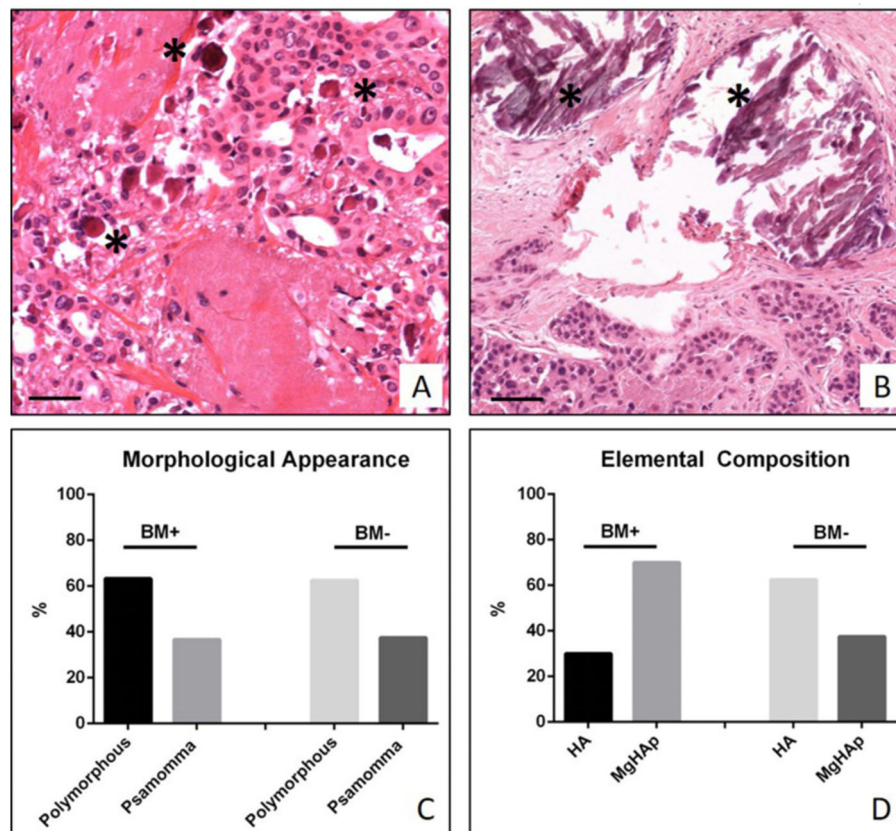 *
*
*
A
*
*
B
Morphological Appearance
100
80
60
40
20
0
%
BM+
BM-
Polymorphous
Psamomma
Polymorphous
Psamomma
C
Elemental Composition
100
80
60
40
20
0
%
BM+
BM-
HA
MgHAp
HA
MgHAp
D